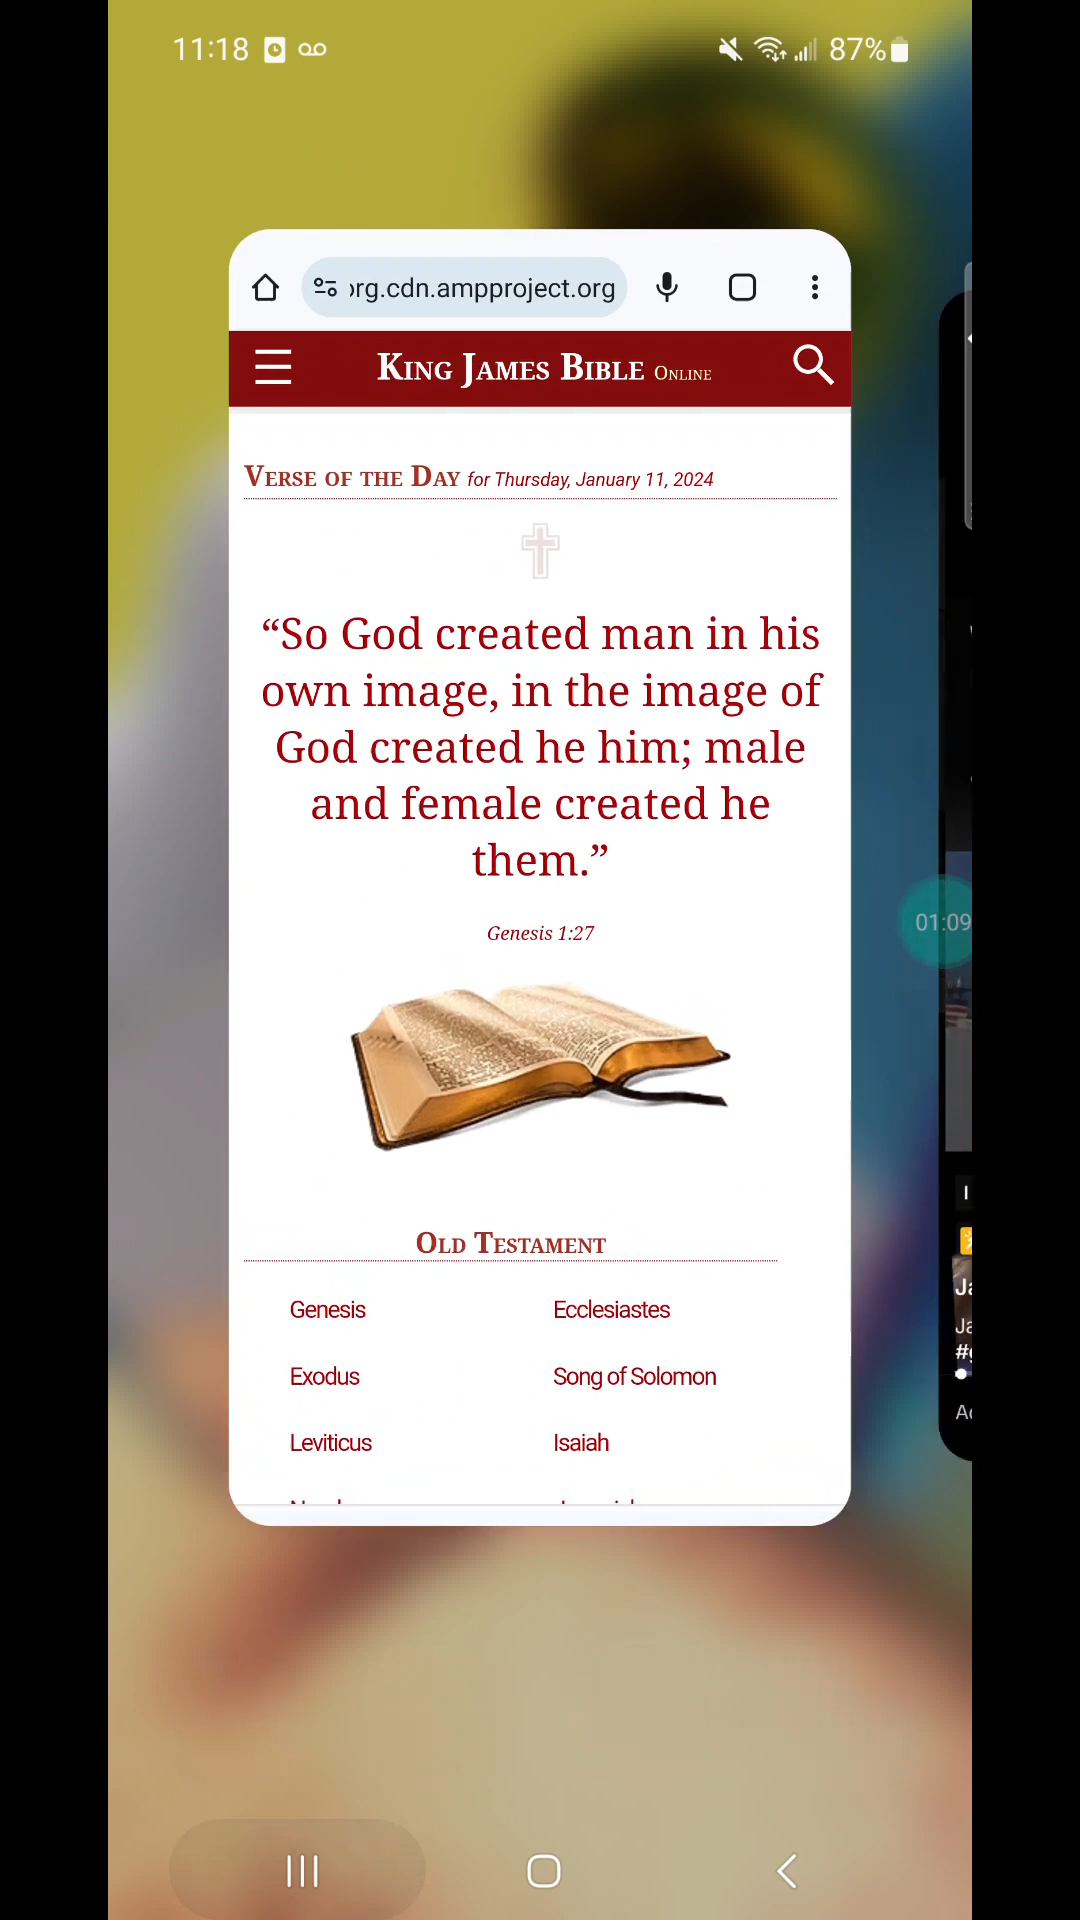 11:18
87%
org.cdn.ampproject.org
King James Bible Online
Verse of the Day for Thursday, January 11, 2024
“So God created man in his
own image, in the image of
God created he him; male
and female created he
them.”
Genesis 1:27
01:09
Old Testament
Genesis
Ecclesiastes
Exodus
Song of Solomon
Leviticus
Isaiah